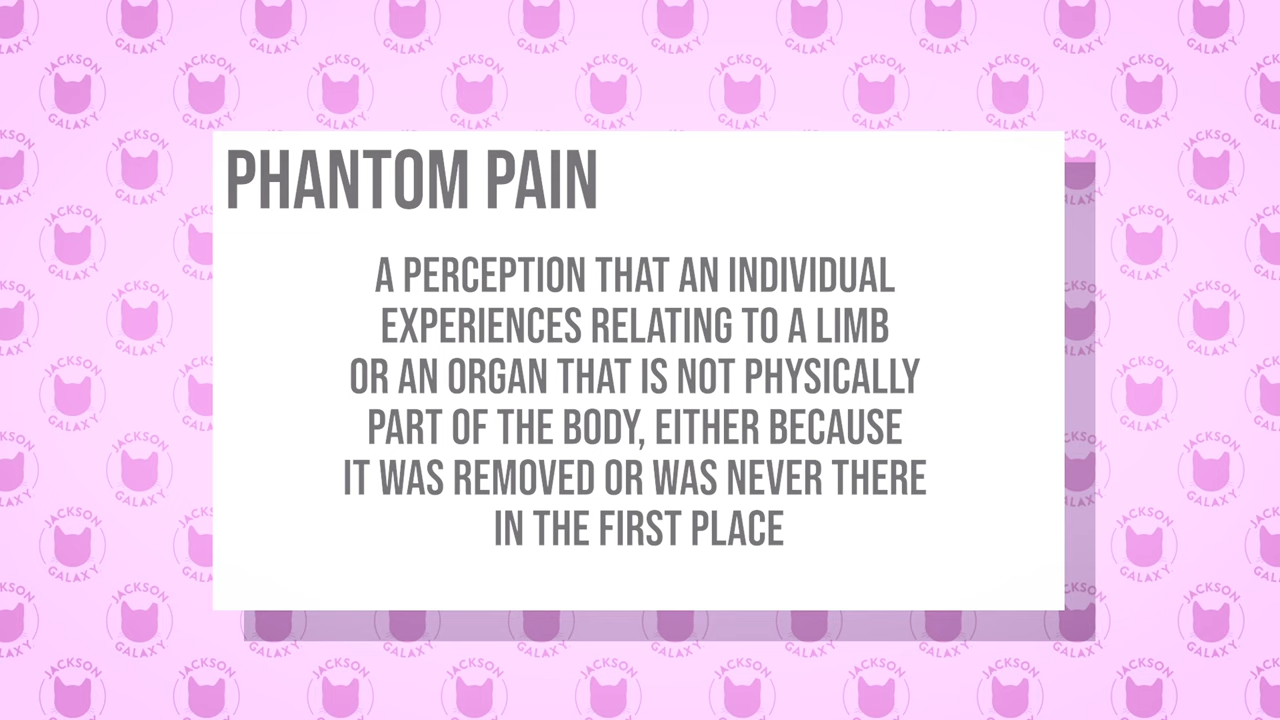 PHANTOM PAIN
A PERCEPTION THAT AN INDIVIDUAL
EXPERIENCES RELATING TO A LIMB
OR AN ORGAN THAT IS NOT PHYSICALLY
PART OF THE BODY, EITHER BECAUSE
IT WAS REMOVED OR WAS NEVER THERE
IN THE FIRST PLACE
JACKSON
GALAXY